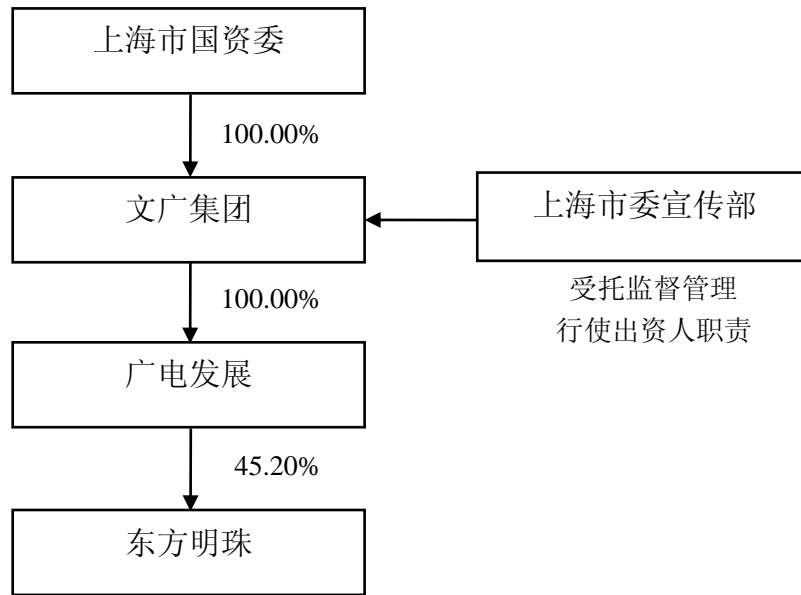 上海市国资委
100.00%
文广集团
上海市委宣传部
受托监督管理
行使出资人职责
100.00%
广电发展
45.20%
东方明珠